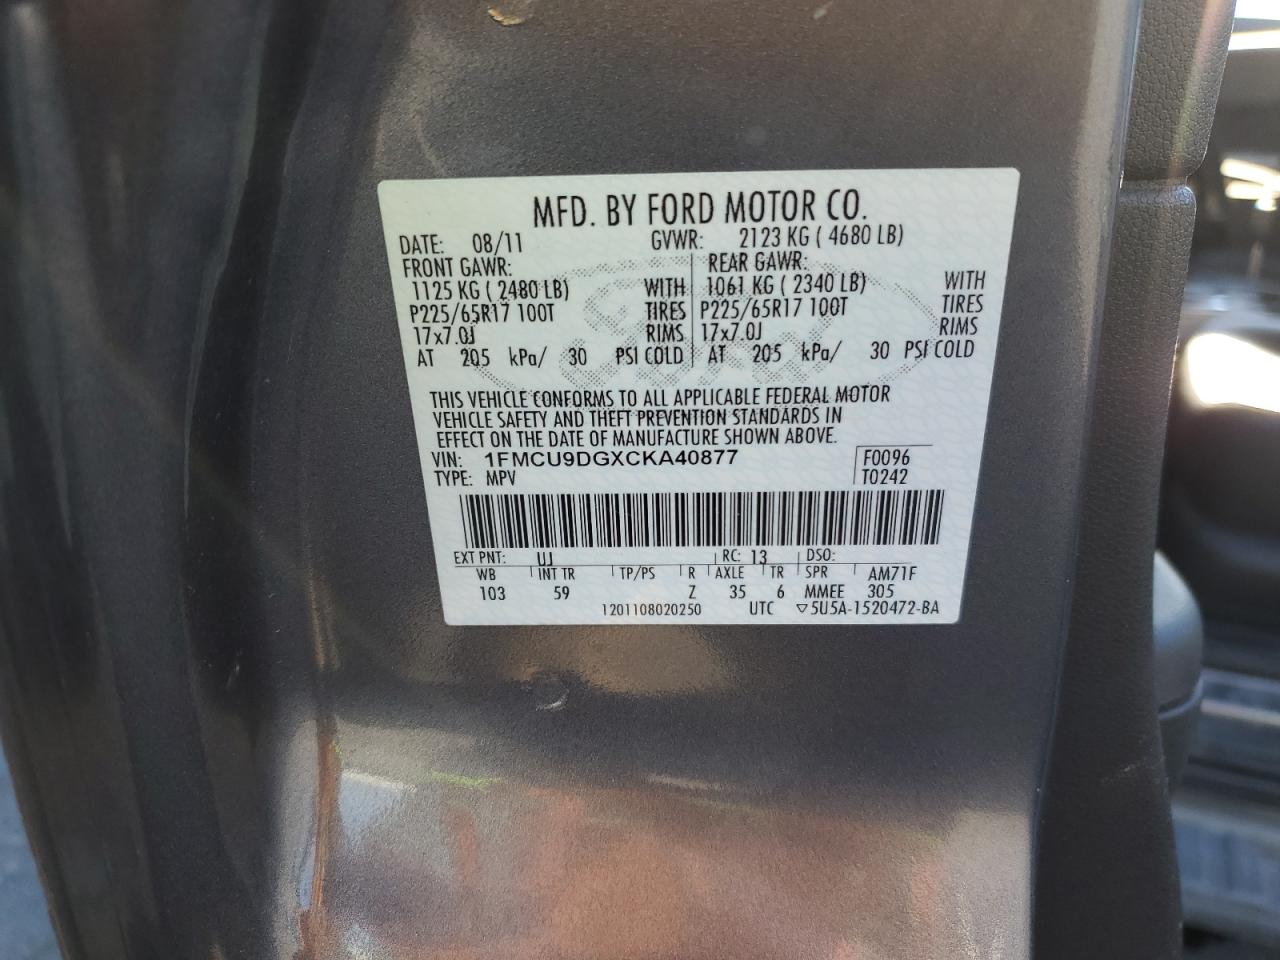 MFD. BY FORD MOTOR CO.
DATE: 08/11 GVWR: 2123 KG ( 4680 LB)
FRONT GAWR: REAR GAWR:
1125 KG ( 2480 LB) WITH 1061 KG ( 2340 LB) WITH
P225/65R17 100T TIRES P225/65R17 100T TIRES
17x7.0J RIMS 17x7.0J RIMS
AT 205 kPa/ 30 PSI COLD AT 205 kPa/ 30 PSI COLD
THIS VEHICLE CONFORMS TO ALL APPLICABLE FEDERAL MOTOR
VEHICLE SAFETY AND THEFT PREVENTION STANDARDS IN
EFFECT ON THE DATE OF MANUFACTURE SHOWN ABOVE.
VIN: 1FMCU9DGXCKA40877 F0096
TYPE: MPV T0242
EXT PNT: UJ RC: 13 DSO:
WB INT TR TP/PS R AXLE TR SPR AM71F
103 59 Z 35 6 MMEE 305
1201108020250 UTC ▽5U5A-1520472-BA
Ford